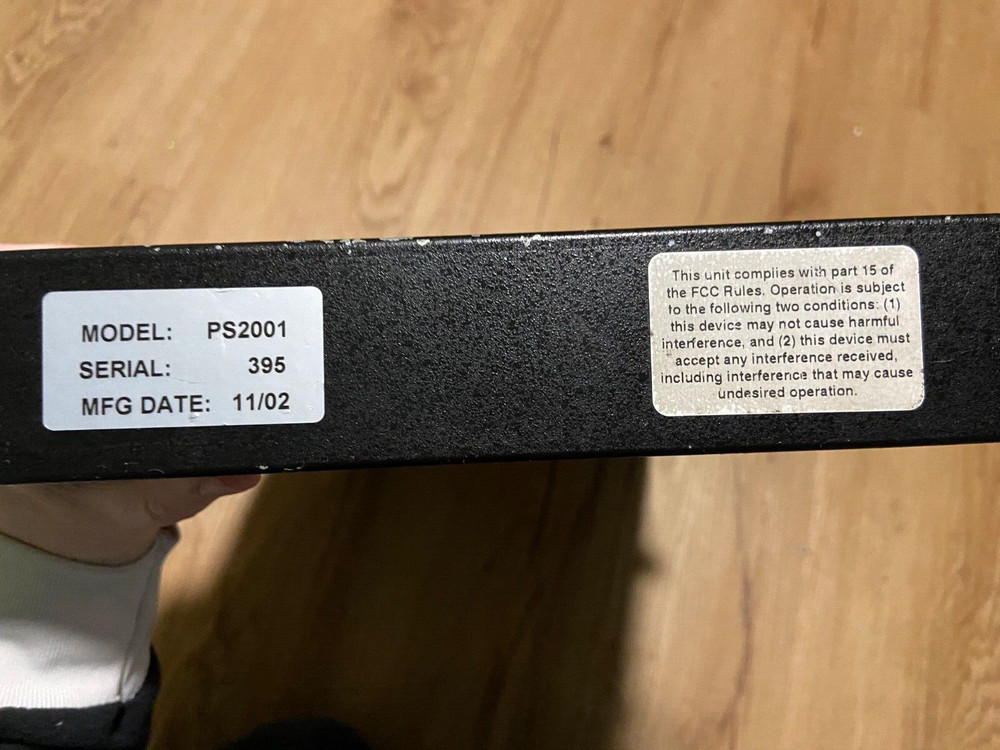 MODEL: PS2001
SERIAL: 395
MFG DATE: 11/02
This unit complies with part 15 of
the FCC Rules. Operation is subject
to the following two conditions: (1)
this device may not cause harmful
interference, and (2) this device must
accept any interference received,
including interference that may cause
undesired operation.